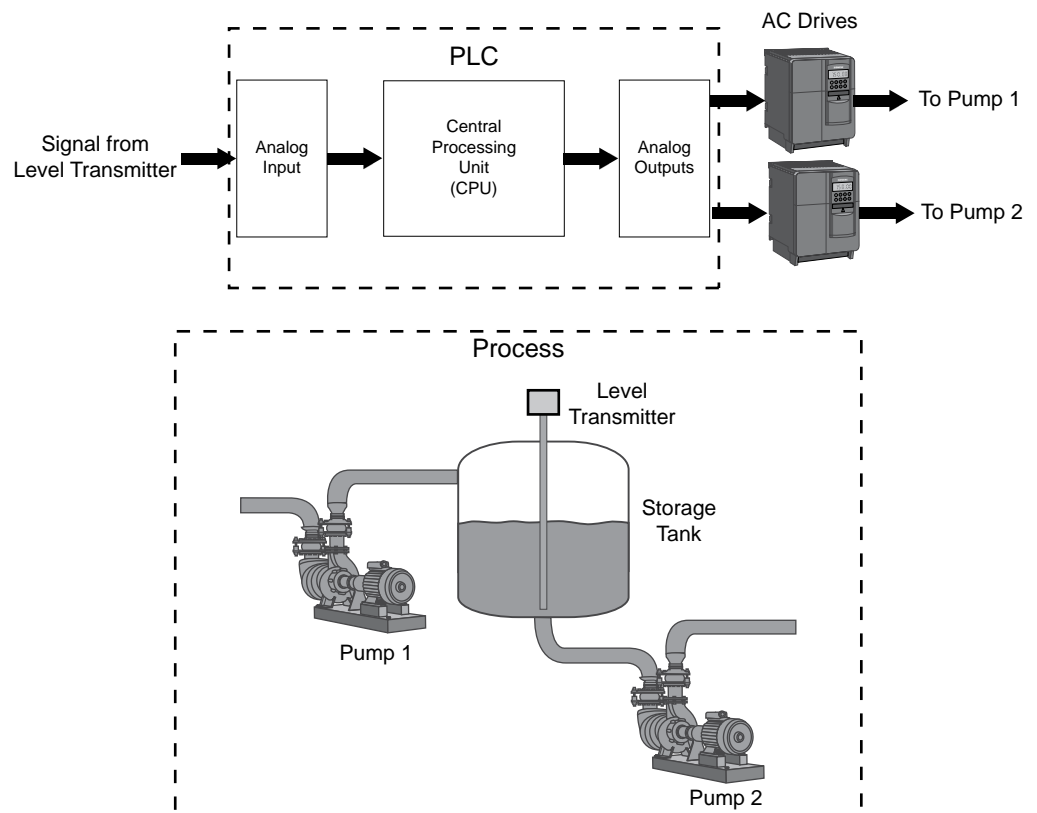 AC Drives
PLC
Signal from
Level Transmitter
Analog
Input
Central
Processing
Unit
(CPU)
Analog
Outputs
To Pump 1
To Pump 2
Process
Level
Transmitter
Storage
Tank
Pump 1
Pump 2